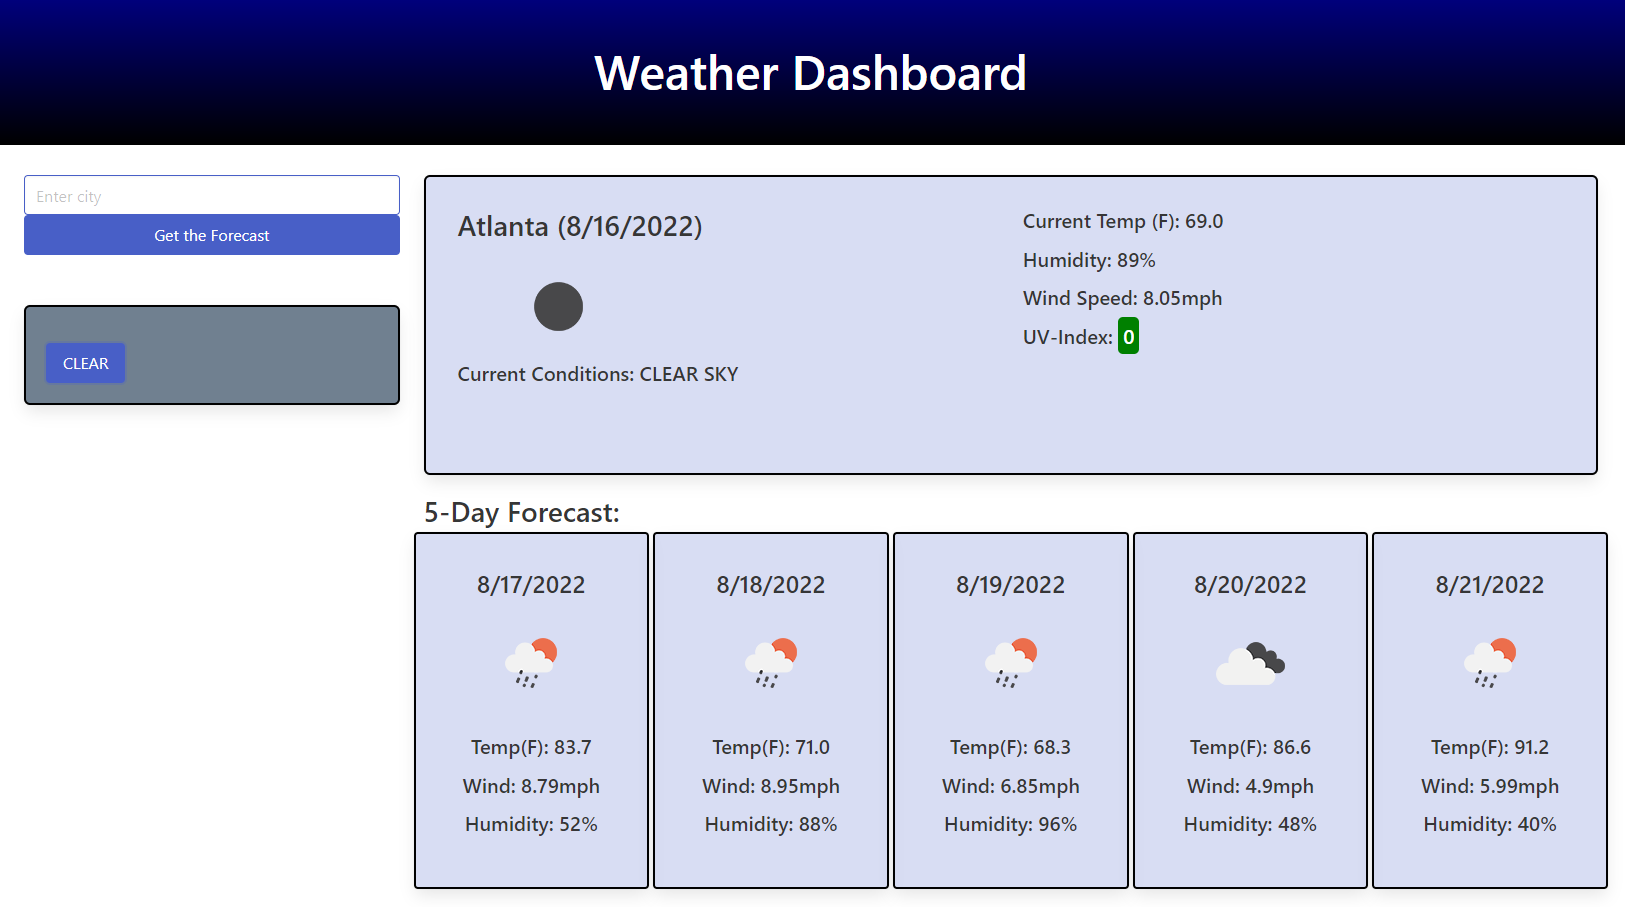 Weather Dashboard
Enter city
Get the Forecast
CLEAR
Atlanta (8/16/2022)
Current Conditions: CLEAR SKY
Current Temp (F): 69.0
Humidity: 89%
Wind Speed: 8.05mph
UV-Index: 0
5-Day Forecast:
8/17/2022
Temp(F): 83.7
Wind: 8.79mph
Humidity: 52%
8/18/2022
Temp(F): 71.0
Wind: 8.95mph
Humidity: 88%
8/19/2022
Temp(F): 68.3
Wind: 6.85mph
Humidity: 96%
8/20/2022
Temp(F): 86.6
Wind: 4.9mph
Humidity: 48%
8/21/2022
Temp(F): 91.2
Wind: 5.99mph
Humidity: 40%